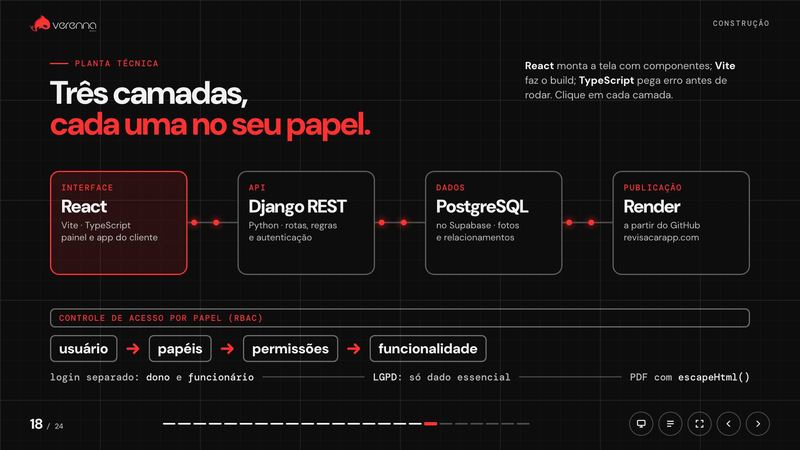 verenna
CONSTRUÇÃO
PLANTA TÉCNICA
Três camadas,
cada uma no seu papel.
React monta a tela com componentes; Vite
faz o build; TypeScript pega erro antes de
rodar. Clique em cada camada.
INTERFACE
React
Vite · TypeScript
painel e app do cliente
API
Django REST
Python · rotas, regras
e autenticação
DADOS
PostgreSQL
no Supabase · fotos
e relacionamentos
PUBLICAÇÃO
Render
a partir do GitHub
revisacarapp.com
CONTROLE DE ACESSO POR PAPEL (RBAC)
usuário → papéis → permissões → funcionalidade
login separado: dono e funcionário
LGPD: só dado essencial
PDF com escapeHtml()
18 / 24